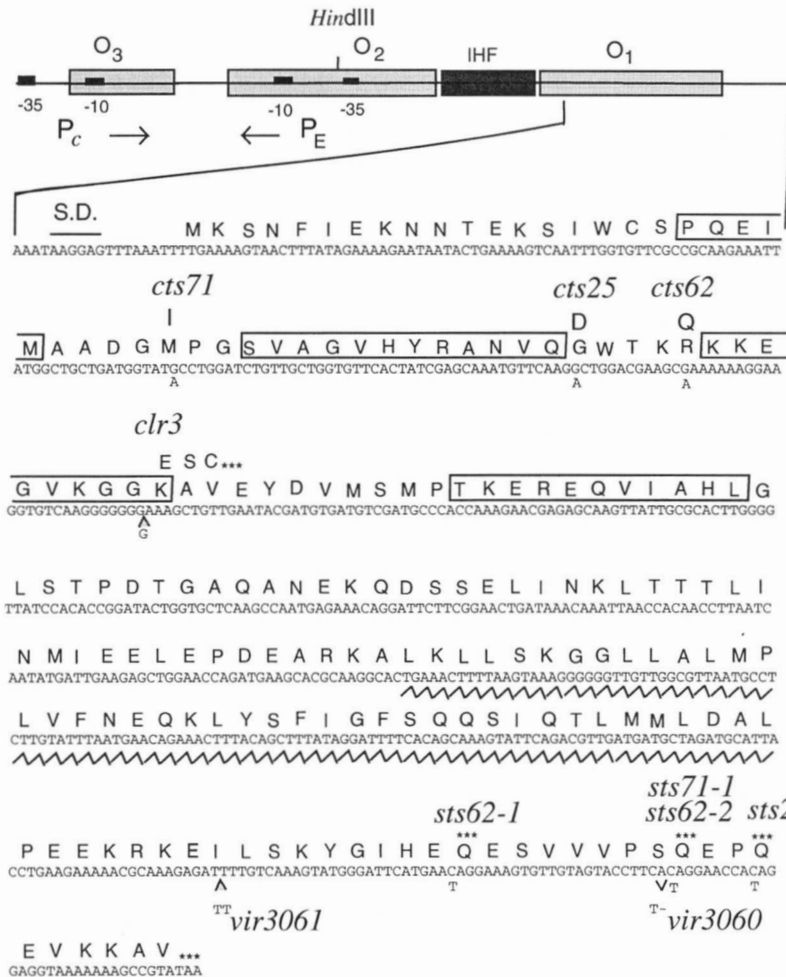 HindIII
O3 O2 IHF O1
-35 -10 -10 -35
Pc → ← PE
S.D.
M K S N F I E K N N T E K S I W C S P Q E I
AAATAAGGAGTTTAAATTTTGAAAAGTAACTTTATAGAAAAGAATAATACTGAAAAGTCAATTTGGTGTTCGCCGCAAGAAATT
cts71 cts25 cts62
I D Q
M A A D G M P G S V A G V H Y R A N V Q G W T K R K K E
ATGGCTGCTGATGGTATGCCTGGATCTGTTGCTGGTGTTCACTATCGAGCAAATGTTCAAGGCTGGACGAAGCGAAAAAAGGAA
A A A
clr3
E S C ***
G V K G G K A V E Y D V M S M P T K E R E Q V I A H L G
GGTGTCAAGGGGGGGAAAGCTGTTGAATACGATGTGATGTCGATGCCCACCAAAGAACGAGAGCAAGTTATTGCGCACTTGGGG
^
G
L S T P D T G A Q A N E K Q D S S E L I N K L T T T L I
TTATCCACACCGGATACTGGTGCTCAAGCCAATGAGAAACAGGATTCTTCGGAACTGATAAACAAATTAACCACAACCTTAATC
N M I E E L E P D E A R K A L K L L S K G G L L A L M P
AATATGATTGAAGAGCTGGAACCAGATGAAGCACGCAAGGCACTGAAACTTTTAAGTAAAGGGGGGTTGTTGGCGTTAATGCCT
L V F N E Q K L Y S F I G F S Q Q S I Q T L M M L D A L
CTTGTATTTAATGAACAGAAACTTTACAGCTTTATAGGATTTTCACAGCAAAGTATTCAGACGTTGATGATGCTAGATGCATTA
sts71-1
sts62-1 sts62-2 sts2
*** *** ***
P E E K R K E I L S K Y G I H E Q E S V V V P S Q E P Q
CCTGAAGAAAAACGCAAAGAGATTTTGTCAAAGTATGGGATTCATGAACAGGAAAGTGTTGTAGTACCTTCACAGGAACCACAG
^ T v T T
TT vir3061 T- vir3060
E V K K A V ***
GAGGTAAAAAAAGCCGTATAA